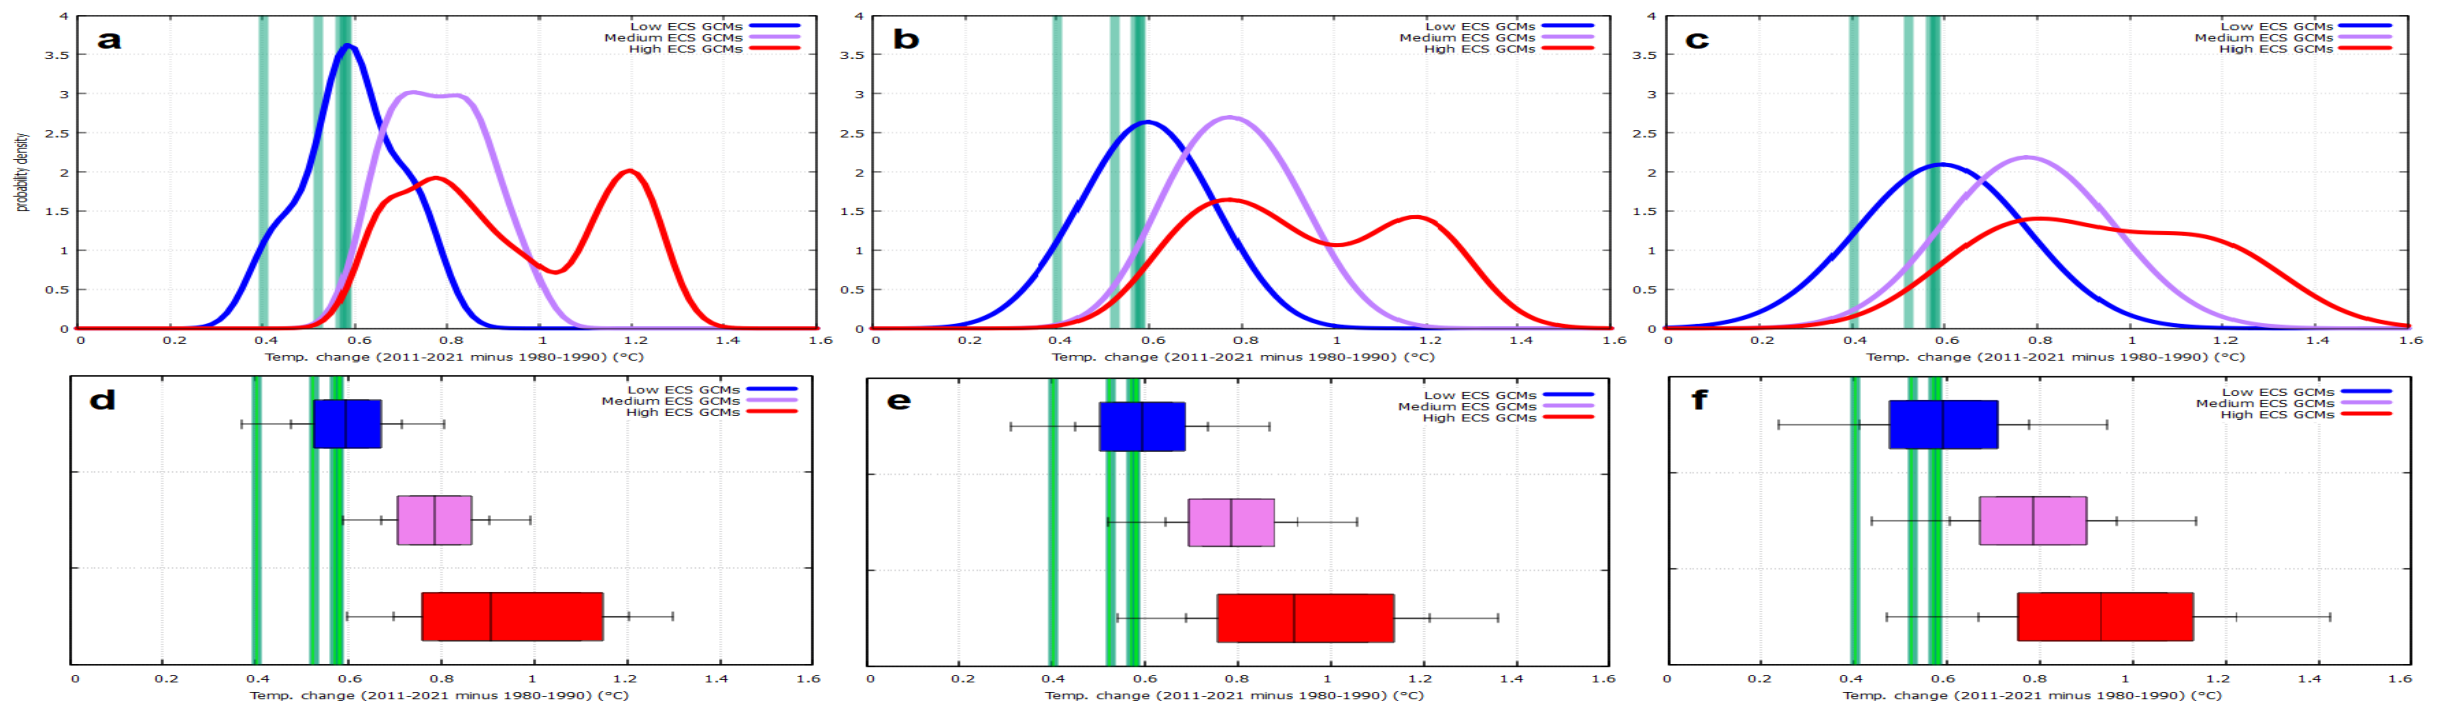 a
Low ECS GCMs
Medium ECS GCMs
High ECS GCMs
4
3.5
3
2.5
2
1.5
1
0.5
0
probability density
0 0.2 0.4 0.6 0.8 1 1.2 1.4 1.6
Temp. change (2011-2021 minus 1980-1990) (°C)
b
Low ECS GCMs
Medium ECS GCMs
High ECS GCMs
4
3.5
3
2.5
2
1.5
1
0.5
0
0 0.2 0.4 0.6 0.8 1 1.2 1.4 1.6
Temp. change (2011-2021 minus 1980-1990) (°C)
c
Low ECS GCMs
Medium ECS GCMs
High ECS GCMs
4
3.5
3
2.5
2
1.5
1
0.5
0
0 0.2 0.4 0.6 0.8 1 1.2 1.4 1.6
Temp. change (2011-2021 minus 1980-1990) (°C)
d
Low ECS GCMs
Medium ECS GCMs
High ECS GCMs
0 0.2 0.4 0.6 0.8 1 1.2 1.4 1.6
Temp. change (2011-2021 minus 1980-1990) (°C)
e
Low ECS GCMs
Medium ECS GCMs
High ECS GCMs
0 0.2 0.4 0.6 0.8 1 1.2 1.4 1.6
Temp. change (2011-2021 minus 1980-1990) (°C)
f
Low ECS GCMs
Medium ECS GCMs
High ECS GCMs
0 0.2 0.4 0.6 0.8 1 1.2 1.4 1.6
Temp. change (2011-2021 minus 1980-1990) (°C)